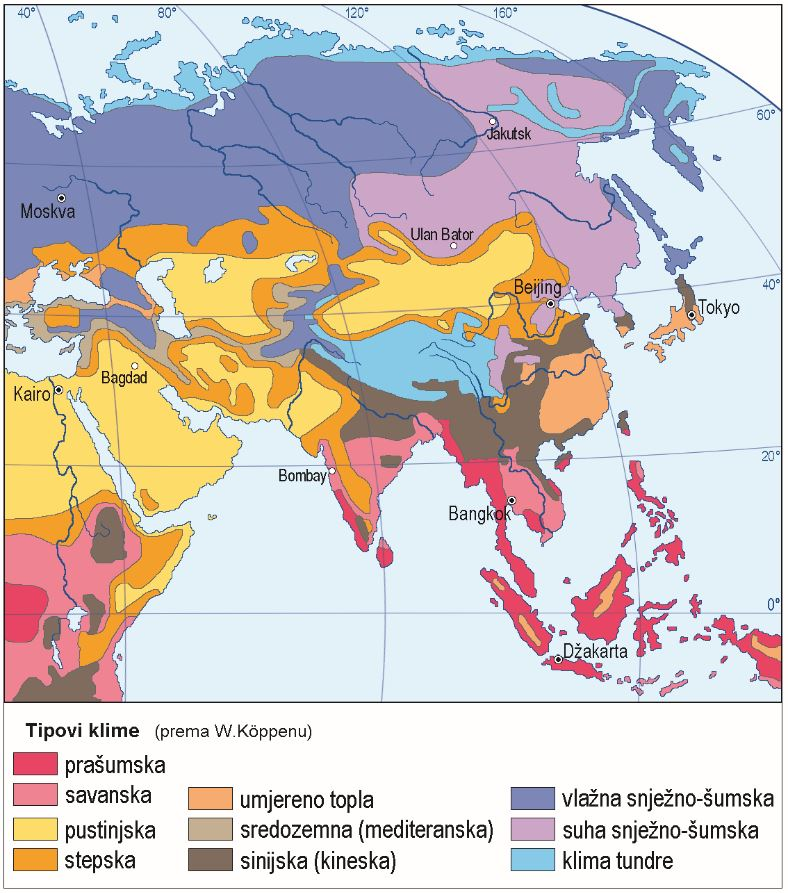 40° 80° 120° 160°
60°
Jakutsk
Moskva
Ulan Bator
40°
Beijing
Tokyo
Bagdad
Kairo
20°
Bombay
Bangkok
0°
Džakarta
Tipovi klime (prema W.Köppenu)
prašumska
savanska
pustinjska
stepska
umjereno topla
sredozemna (mediteranska)
sinijska (kineska)
vlažna snježno-šumska
suha snježno-šumska
klima tundre